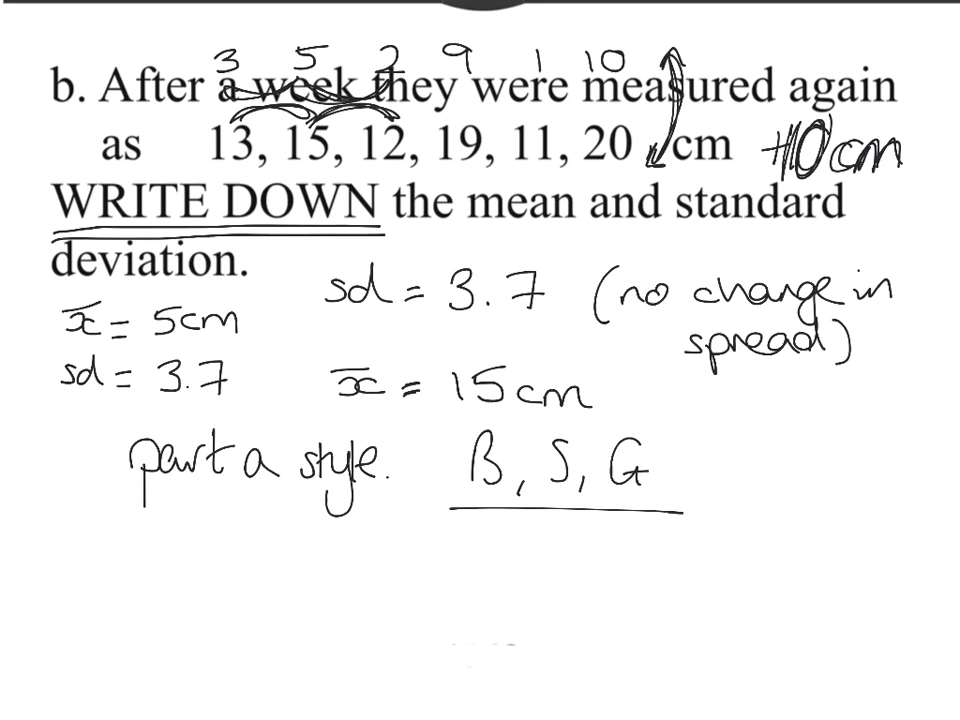 3 5 2 9 1 10
b. After a week they were measured again
as 13, 15, 12, 19, 11, 20 cm +10cm
WRITE DOWN the mean and standard
deviation.
sd = 3.7 (no change in
spread)
x̄ = 5cm
sd = 3.7
x̄ = 15cm
part a style. B, S, G